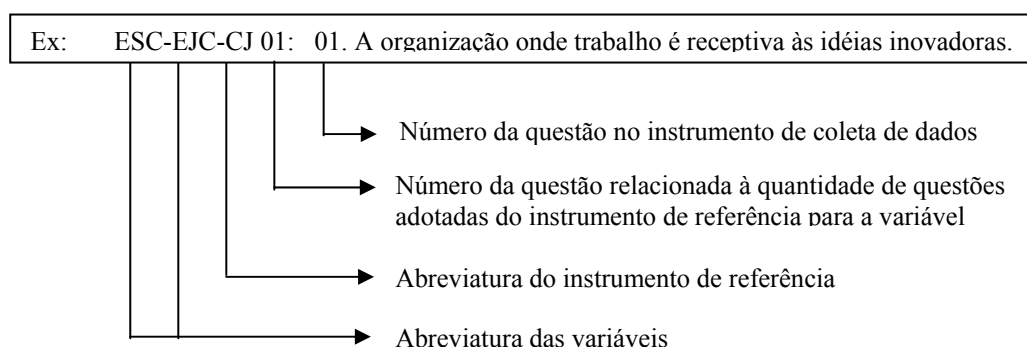 Ex: ESC-EJC-CJ 01: 01. A organização onde trabalho é receptiva às idéias inovadoras.
Número da questão no instrumento de coleta de dados
Número da questão relacionada à quantidade de questões
adotadas do instrumento de referência para a variável
Abreviatura do instrumento de referência
Abreviatura das variáveis